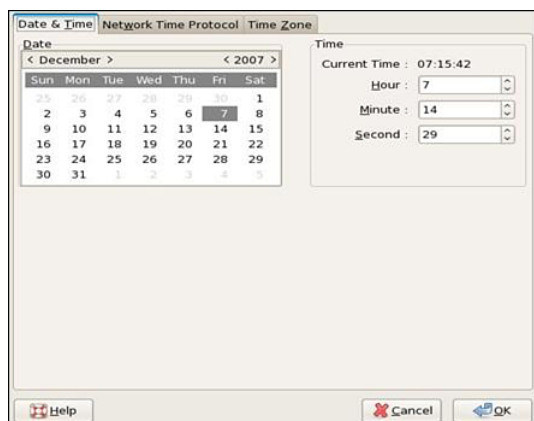 Date & Time Network Time Protocol Time Zone
Date
< December > < 2007 >
Sun Mon Tue Wed Thu Fri Sat
25 26 27 28 29 30 1
2 3 4 5 6 7 8
9 10 11 12 13 14 15
16 17 18 19 20 21 22
23 24 25 26 27 28 29
30 31 1 2 3 4 5
Time
Current Time : 07:15:42
Hour : 7
Minute : 14
Second : 29
Help Cancel OK